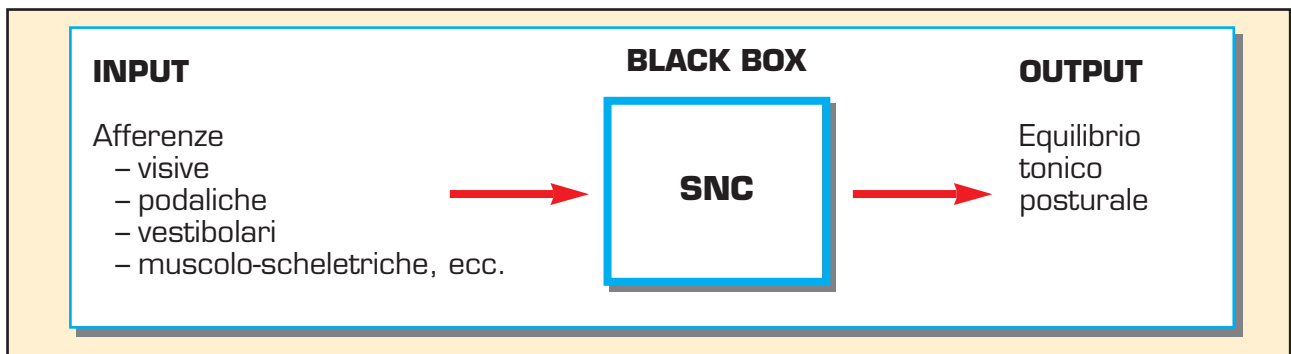 INPUT
Afferenze
– visive
– podaliche
– vestibolari
– muscolo-scheletriche, ecc.
BLACK BOX
SNC
OUTPUT
Equilibrio
tonico
posturale